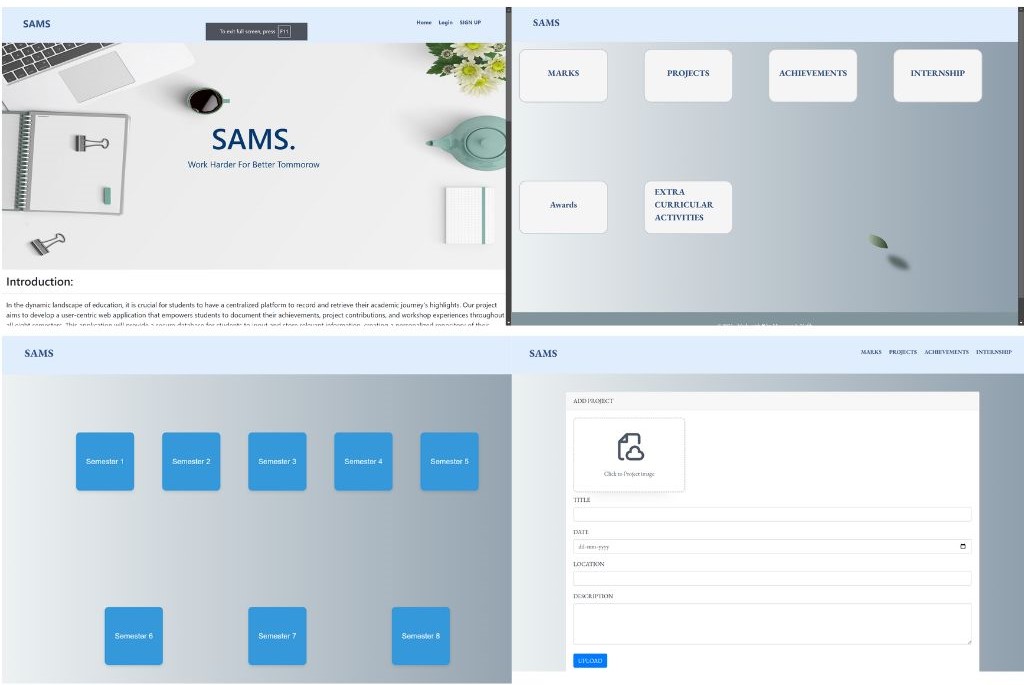 SAMS
Home Login SIGN UP
To exit full screen, press F11
SAMS.
Work Harder For Better Tommorow
Introduction:
In the dynamic landscape of education, it is crucial for students to have a centralized platform to record and retrieve their academic journey's highlights. Our project
aims to develop a user-centric web application that empowers students to document their achievements, project contributions, and workshop experiences throughout
SAMS
MARKS
PROJECTS
ACHIEVEMENTS
INTERNSHIP
Awards
EXTRA
CURRICULAR
ACTIVITIES
SAMS
Semester 1
Semester 2
Semester 3
Semester 4
Semester 5
Semester 6
Semester 7
Semester 8
SAMS
MARKS PROJECTS ACHIEVEMENTS INTERNSHIP
ADD PROJECT
Click to Project image
TITLE
DATE
dd-mm-yyyy
LOCATION
DESCRIPTION
UPLOAD